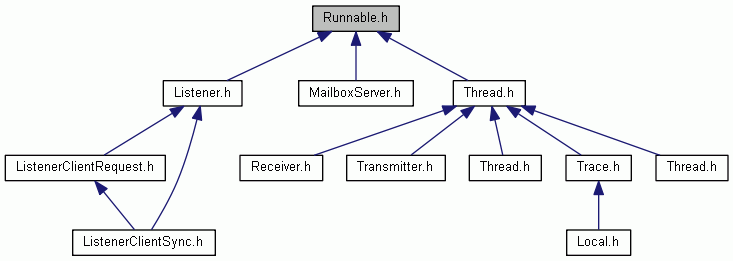 Runnable.h
Listener.h
MailboxServer.h
Thread.h
ListenerClientRequest.h
Receiver.h
Transmitter.h
Thread.h
Trace.h
Thread.h
ListenerClientSync.h
Local.h